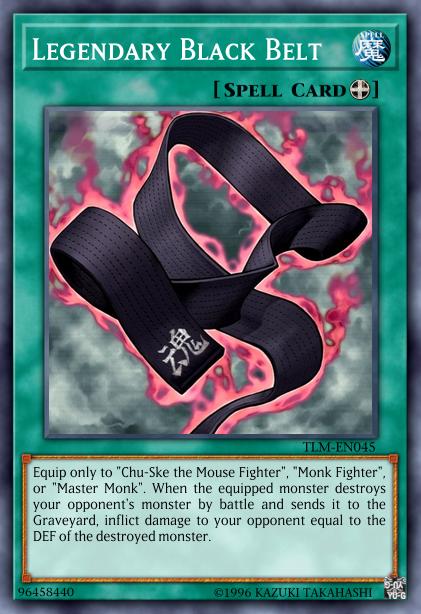 LEGENDARY BLACK BELT
SPELL
魔
[SPELL CARD]
魂
TLM-EN045
Equip only to "Chu-Ske the Mouse Fighter", "Monk Fighter",
or "Master Monk". When the equipped monster destroys
your opponent's monster by battle and sends it to the
Graveyard, inflict damage to your opponent equal to the
DEF of the destroyed monster.
96458440
©1996 KAZUKI TAKAHASHI